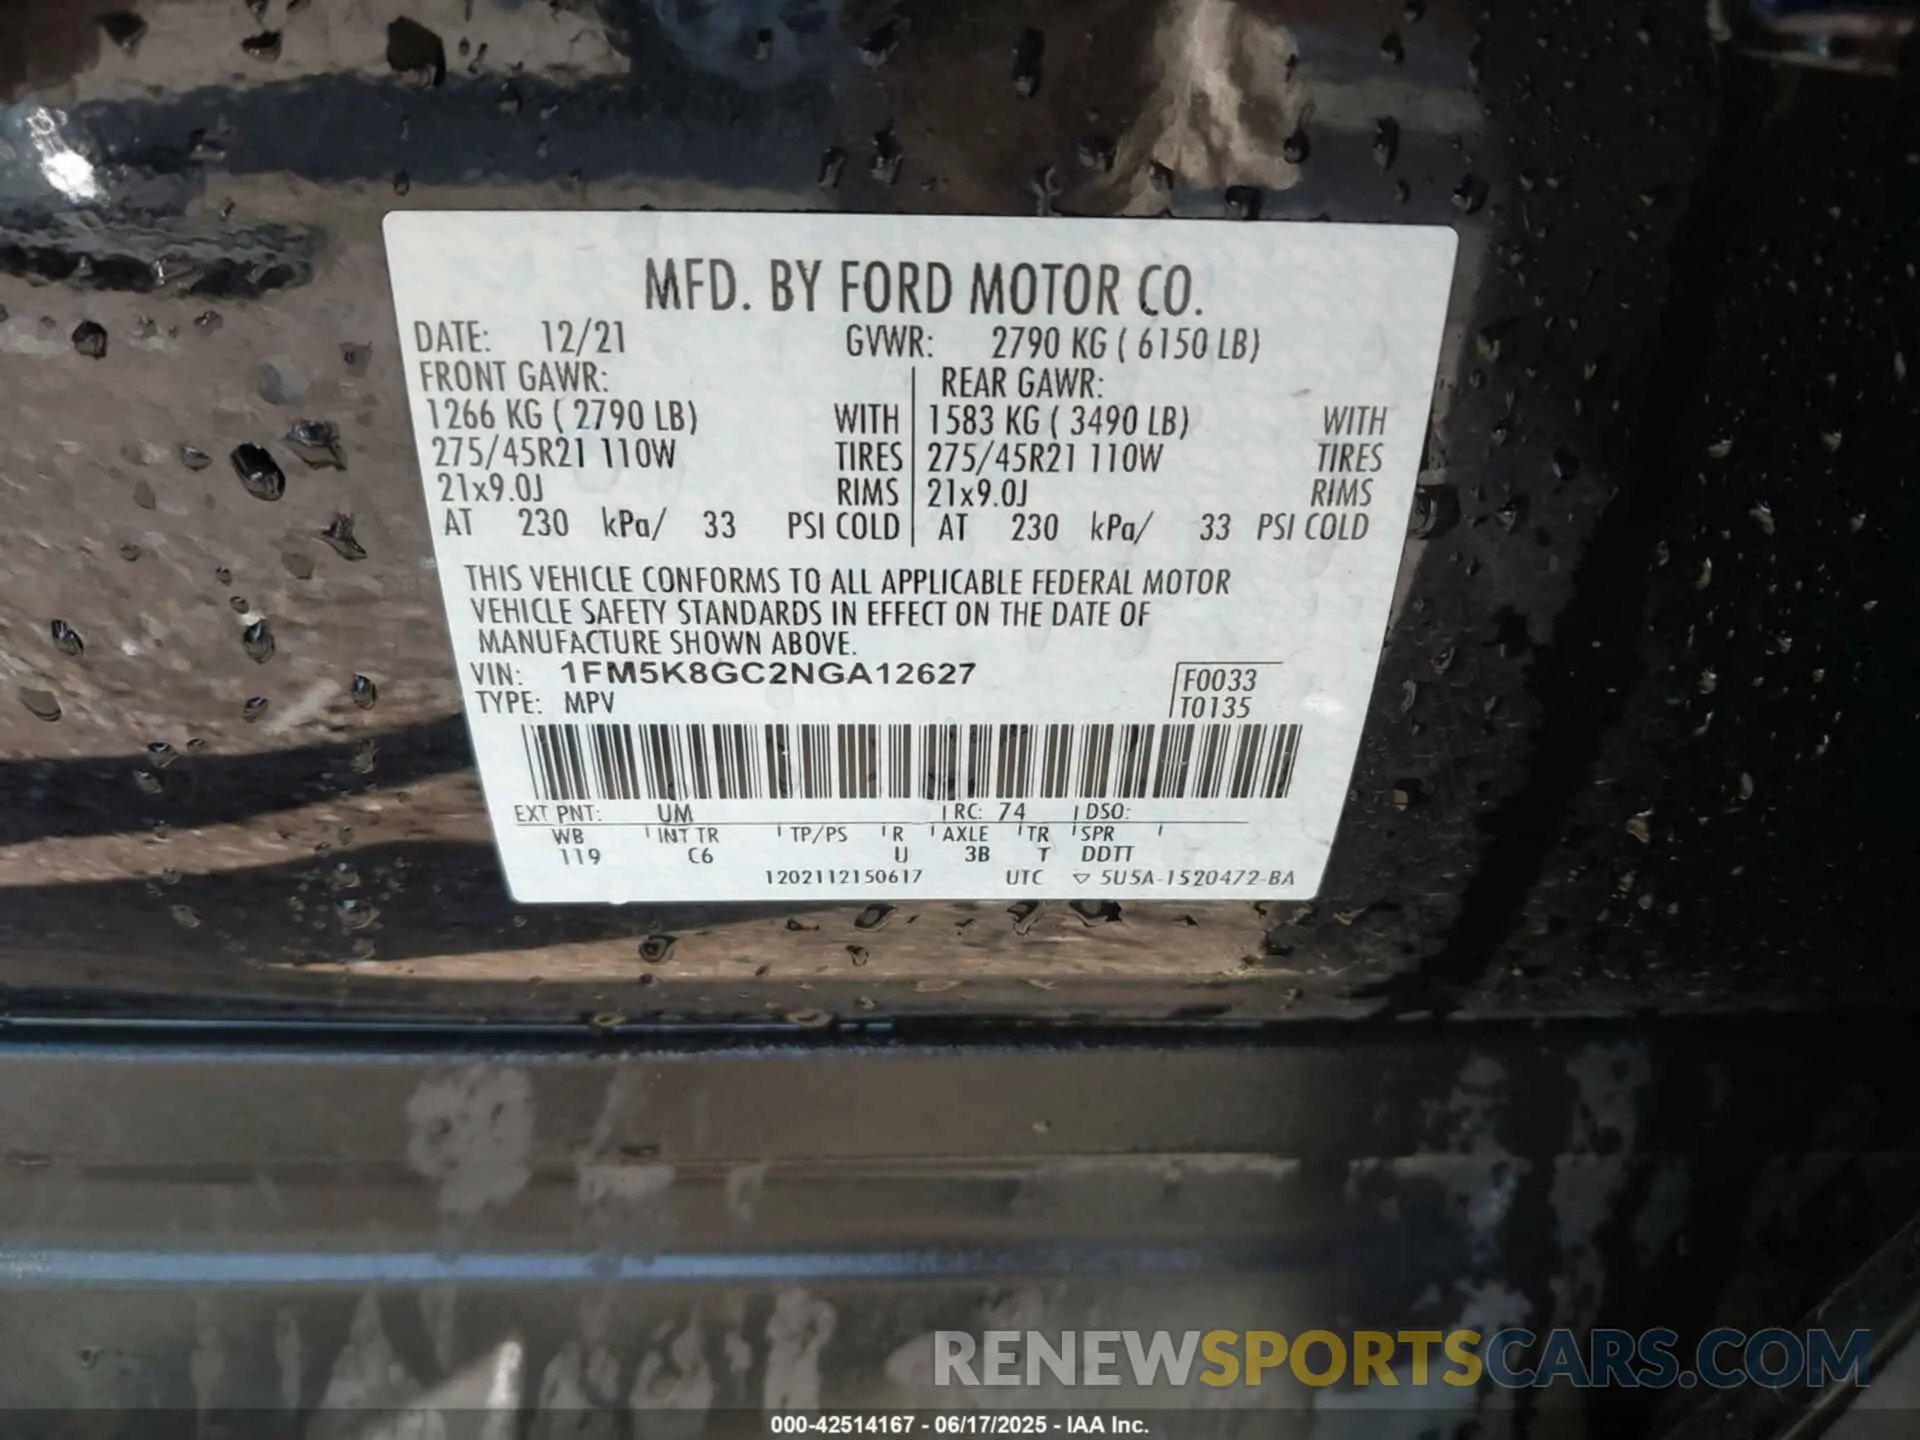 MFD. BY FORD MOTOR CO.
DATE: 12/21 GVWR: 2790 KG ( 6150 LB)
FRONT GAWR: REAR GAWR:
1266 KG ( 2790 LB) WITH 1583 KG ( 3490 LB) WITH
275/45R21 110W TIRES 275/45R21 110W TIRES
21x9.0J RIMS 21x9.0J RIMS
AT 230 kPa/ 33 PSI COLD AT 230 kPa/ 33 PSI COLD
THIS VEHICLE CONFORMS TO ALL APPLICABLE FEDERAL MOTOR
VEHICLE SAFETY STANDARDS IN EFFECT ON THE DATE OF
MANUFACTURE SHOWN ABOVE.
VIN: 1FM5K8GC2NGA12627 F0033
TYPE: MPV T0135
EXT PNT: UM RC: 74 DSO:
WB INT TR TP/PS R AXLE TR SPR
119 C6 U 3B T DDTT
1202112150617 UTC ▽ 5U5A-1520472-BA
RENEWSPORTSCARS.COM
000-42514167 - 06/17/2025 - IAA Inc.